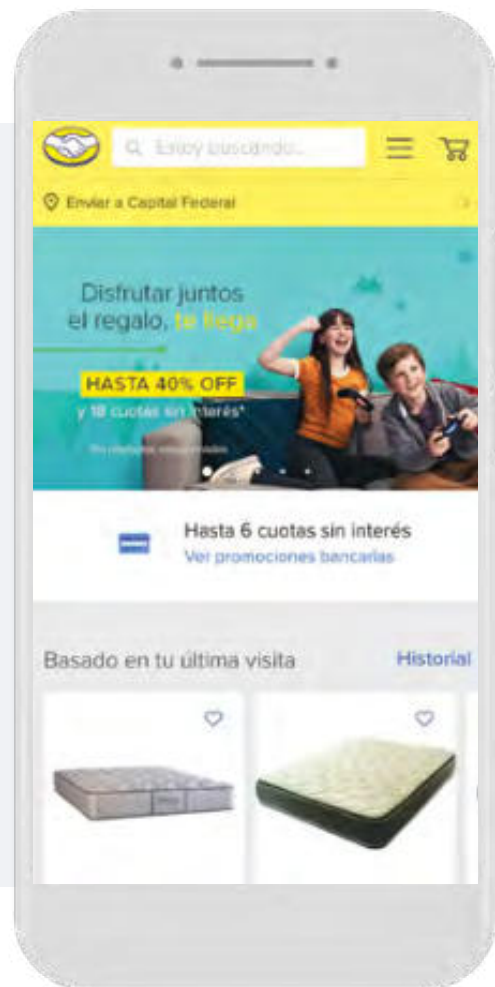 Estoy buscando...
Enviar a Capital Federal
Disfrutar juntos
el regalo, te llega
HASTA 40% OFF
y 18 cuotas sin interés*
Hasta 6 cuotas sin interés
Ver promociones bancarias
Basado en tu última visita
Historial